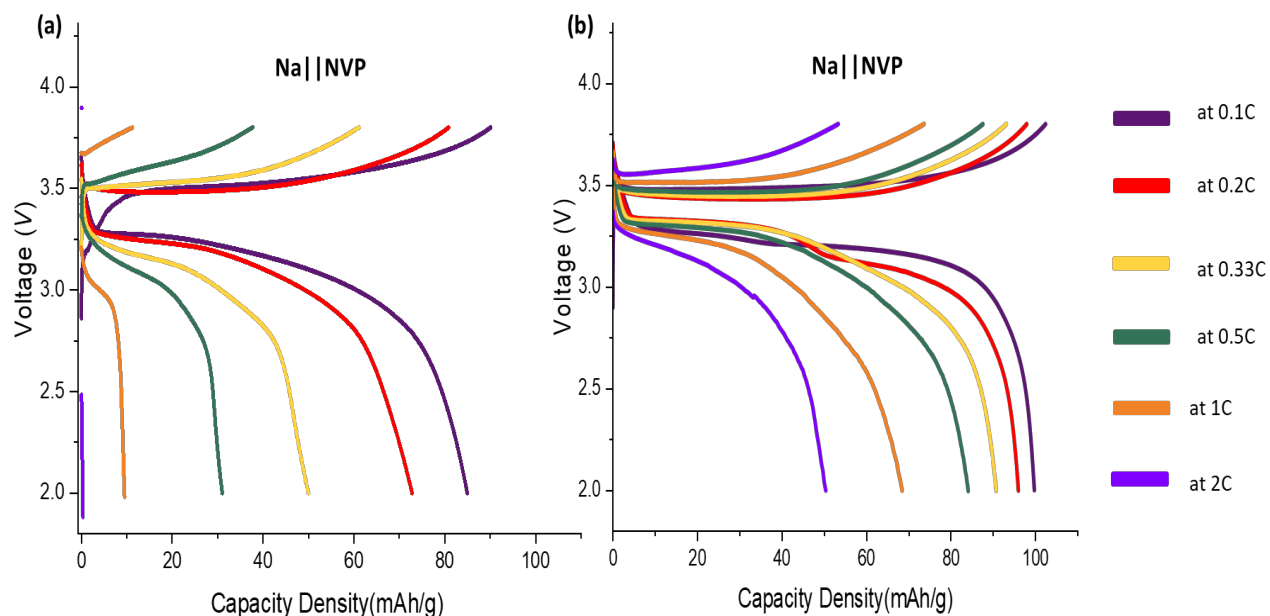 (a)
Na||NVP
4.0
3.5
3.0
2.5
2.0
Voltage (V)
0
20
40
60
80
100
Capacity Density(mAh/g)
(b)
Na||NVP
4.0
3.5
3.0
2.5
2.0
Voltage (V)
0
20
40
60
80
100
Capacity Density(mAh/g)
at 0.1C
at 0.2C
at 0.33C
at 0.5C
at 1C
at 2C